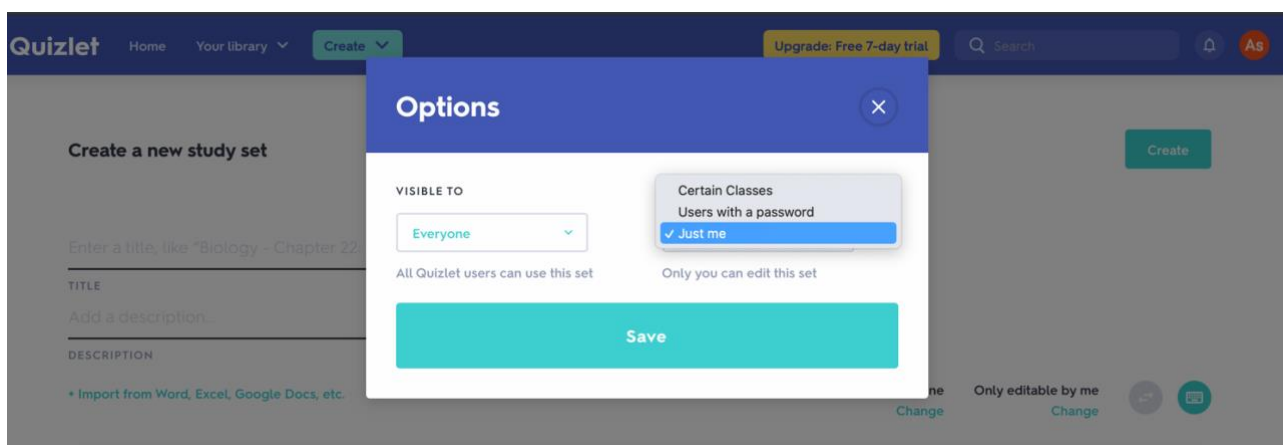 Quizlet Home Your library Create Upgrade: Free 7-day trial Search As
Options
Create a new study set
Create
VISIBLE TO
Certain Classes
Users with a password
✓ Just me
Everyone
Enter a title, like "Biology - Chapter 22
All Quizlet users can use this set
Only you can edit this set
TITLE
Add a description...
Save
DESCRIPTION
+ Import from Word, Excel, Google Docs, etc.
ne
Only editable by me
Change
Change